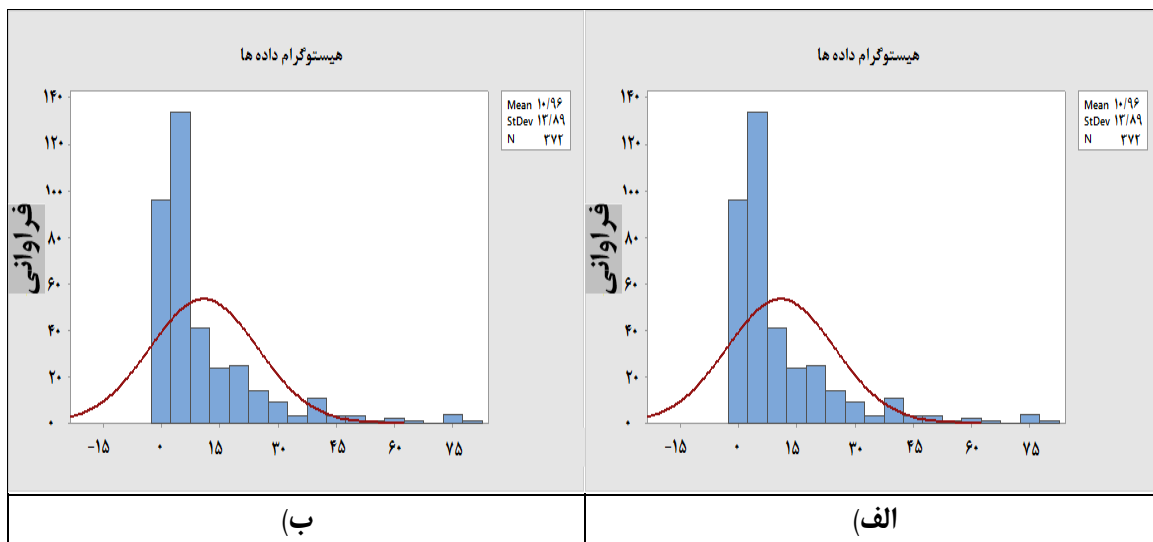 هیستوگرام داده ها
Mean ۱۰/۹۶
StDev ۱۳/۸۹
N ۳۷۲
فراوانی
۱۴۰
۱۲۰
۱۰۰
۸۰
۶۰
۴۰
۲۰
۰
-۱۵ ۰ ۱۵ ۳۰ ۴۵ ۶۰ ۷۵
الف)
هیستوگرام داده ها
Mean ۱۰/۹۶
StDev ۱۳/۸۹
N ۳۷۲
فراوانی
۱۴۰
۱۲۰
۱۰۰
۸۰
۶۰
۴۰
۲۰
۰
-۱۵ ۰ ۱۵ ۳۰ ۴۵ ۶۰ ۷۵
ب)